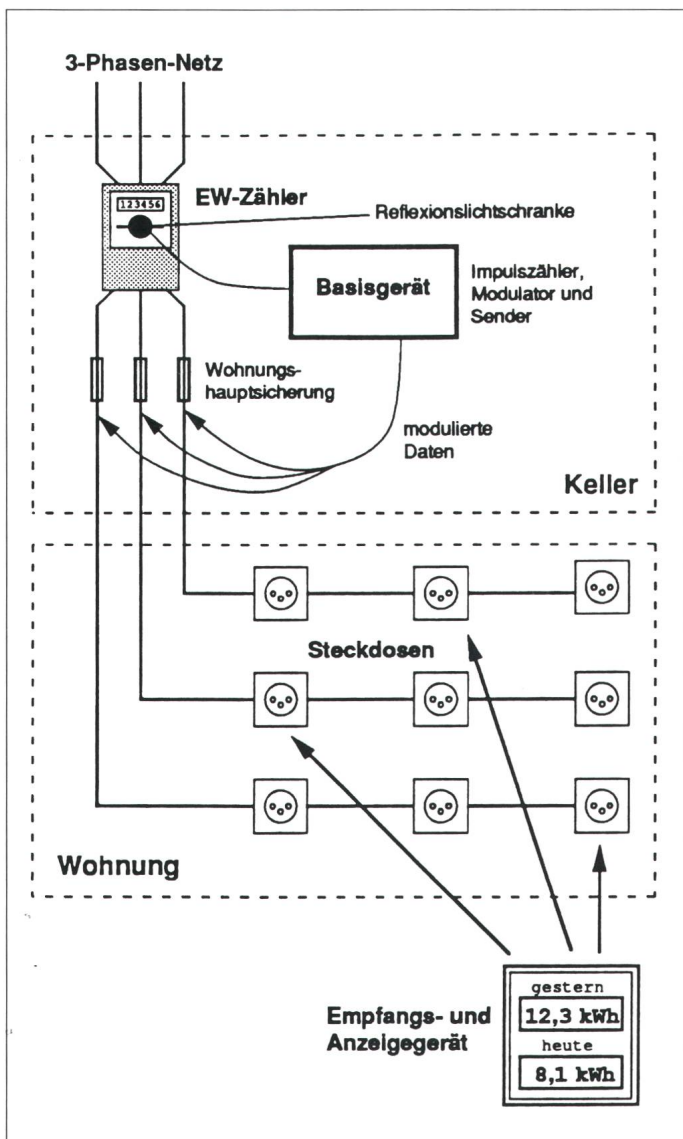 3-Phasen-Netz
EW-Zähler
123456
Reflexionslichtschranke
Basisgerät
Impulszähler,
Modulator und
Sender
Wohnungs-
hauptsicherung
modulierte
Daten
Keller
Steckdosen
Wohnung
Empfangs- und
Anzeigegerät
gestern
12,3 kWh
heute
8,1 kWh